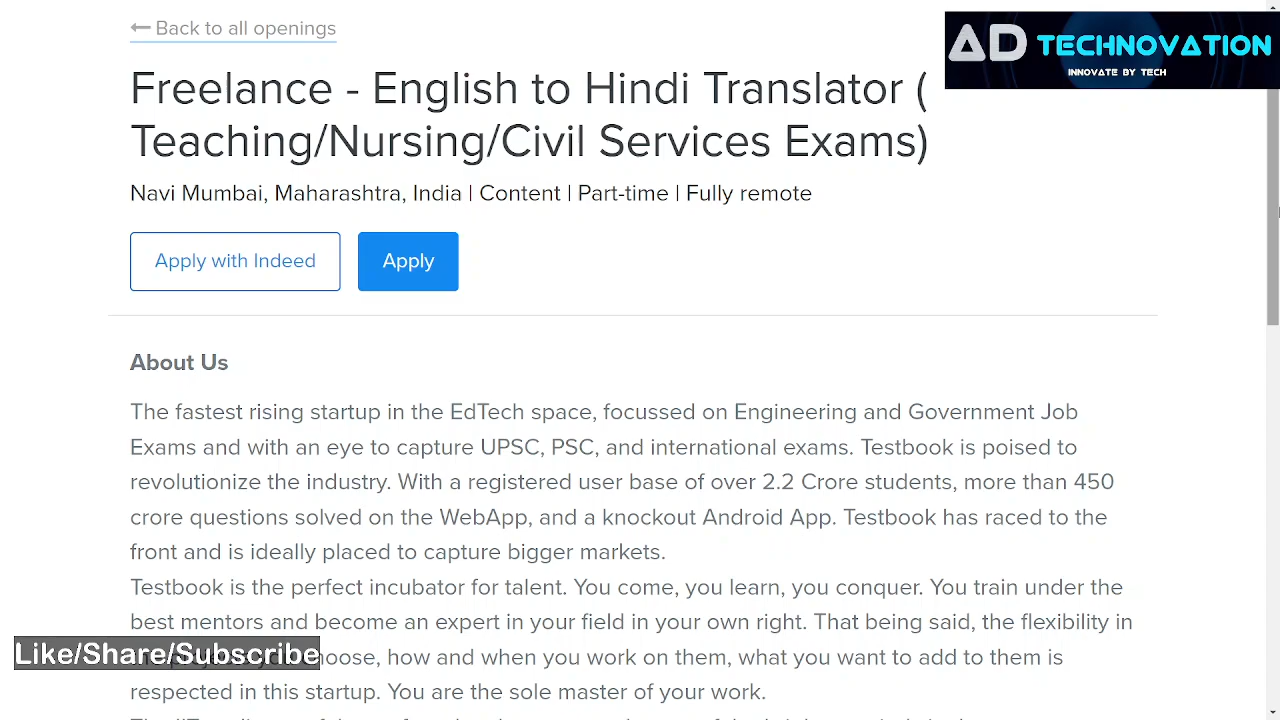 ← Back to all openings
AD TECHNOVATION
INNOVATE BY TECH
Freelance - English to Hindi Translator (
Teaching/Nursing/Civil Services Exams)
Navi Mumbai, Maharashtra, India | Content | Part-time | Fully remote
Apply with Indeed
Apply
About Us
The fastest rising startup in the EdTech space, focussed on Engineering and Government Job
Exams and with an eye to capture UPSC, PSC, and international exams. Testbook is poised to
revolutionize the industry. With a registered user base of over 2.2 Crore students, more than 450
crore questions solved on the WebApp, and a knockout Android App. Testbook has raced to the
front and is ideally placed to capture bigger markets.
Testbook is the perfect incubator for talent. You come, you learn, you conquer. You train under the
best mentors and become an expert in your field in your own right. That being said, the flexibility in
Like/Share/Subscribe
choose, how and when you work on them, what you want to add to them is
respected in this startup. You are the sole master of your work.